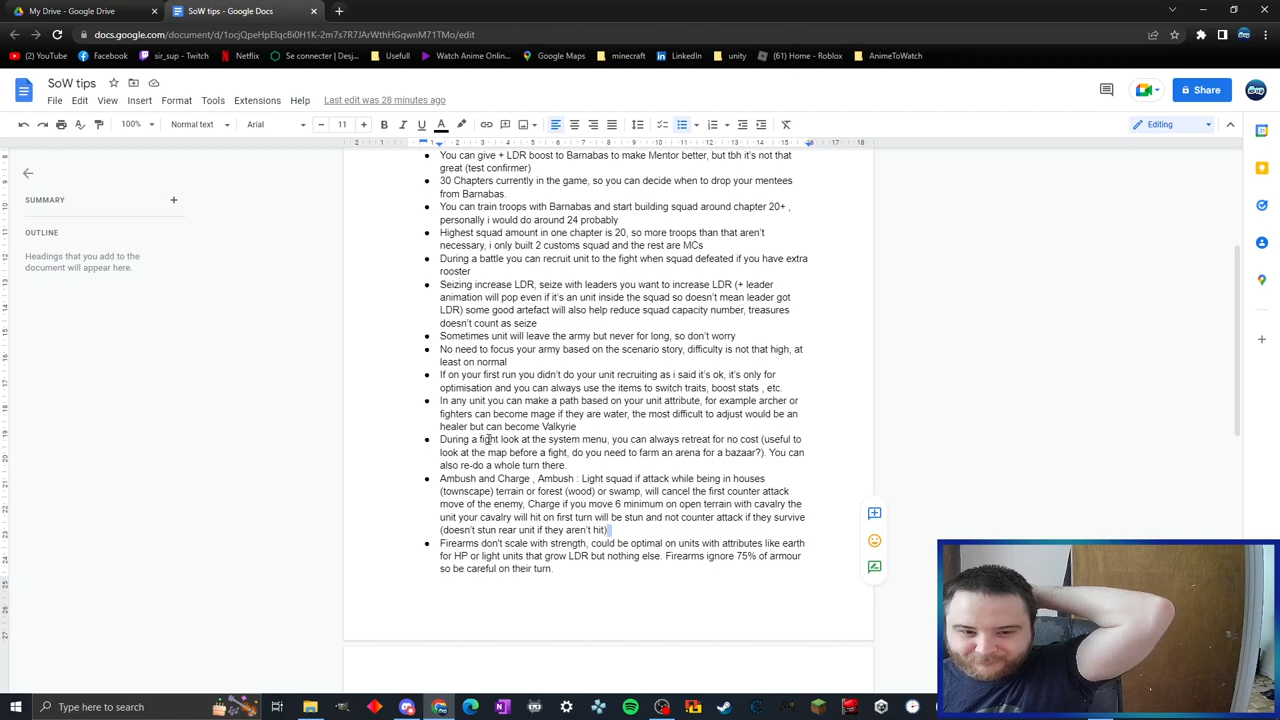 My Drive - Google Drive
SoW tips - Google Docs
docs.google.com/document/d/1ocjQpeHpElqcBi0H1K-2m7s7R7JArWthHGqwnM71TMo/edit
(2) YouTube
sir_sup - Twitch
Netflix
Se connecter | Desj...
Usefull
Watch Anime Onlin...
Google Maps
minecraft
LinkedIn
unity
(61) Home - Roblox
AnimeToWatch
SoW tips
File Edit View Insert Format Tools Extensions Help Last edit was 28 minutes ago
Share
100% Normal text Arial 11 Editing
2 1 1 2 3 4 5 6 7 8 9 10 11 12 13 14 15 16 17 18
SUMMARY
OUTLINE
Headings that you add to the
document will appear here.
• You can give + LDR boost to Barnabas to make Mentor better, but tbh it's not that
great (test confirmer)
• 30 Chapters currently in the game, so you can decide when to drop your mentees
from Barnabas.
• You can train troops with Barnabas and start building squad around chapter 20+ ,
personally i would do around 24 probably
• Highest squad amount in one chapter is 20, so more troops than that aren't
necessary, i only built 2 customs squad and the rest are MCs
• During a battle you can recruit unit to the fight when squad defeated if you have extra
rooster
• Seizing increase LDR, seize with leaders you want to increase LDR (+ leader
animation will pop even if it's an unit inside the squad so doesn't mean leader got
LDR) some good artefact will also help reduce squad capacity number, treasures
doesn't count as seize
• Sometimes unit will leave the army but never for long, so don't worry
• No need to focus your army based on the scenario story, difficulty is not that high, at
least on normal
• If on your first run you didn't do your unit recruiting as i said it's ok, it's only for
optimisation and you can always use the items to switch traits, boost stats , etc.
• In any unit you can make a path based on your unit attribute, for example archer or
fighters can become mage if they are water, the most difficult to adjust would be an
healer but can become Valkyrie
• During a fight look at the system menu, you can always retreat for no cost (useful to
look at the map before a fight, do you need to farm an arena for a bazaar?). You can
also re-do a whole turn there.
• Ambush and Charge , Ambush : Light squad if attack while being in houses
(townscape) terrain or forest (wood) or swamp, will cancel the first counter attack
move of the enemy, Charge if you move 6 minimum on open terrain with cavalry the
unit your cavalry will hit on first turn will be stun and not counter attack if they survive
(doesn't stun rear unit if they aren't hit)
• Firearms don't scale with strength, could be optimal on units with attributes like earth
for HP or light units that grow LDR but nothing else. Firearms ignore 75% of armour
so be careful on their turn.
Type here to search